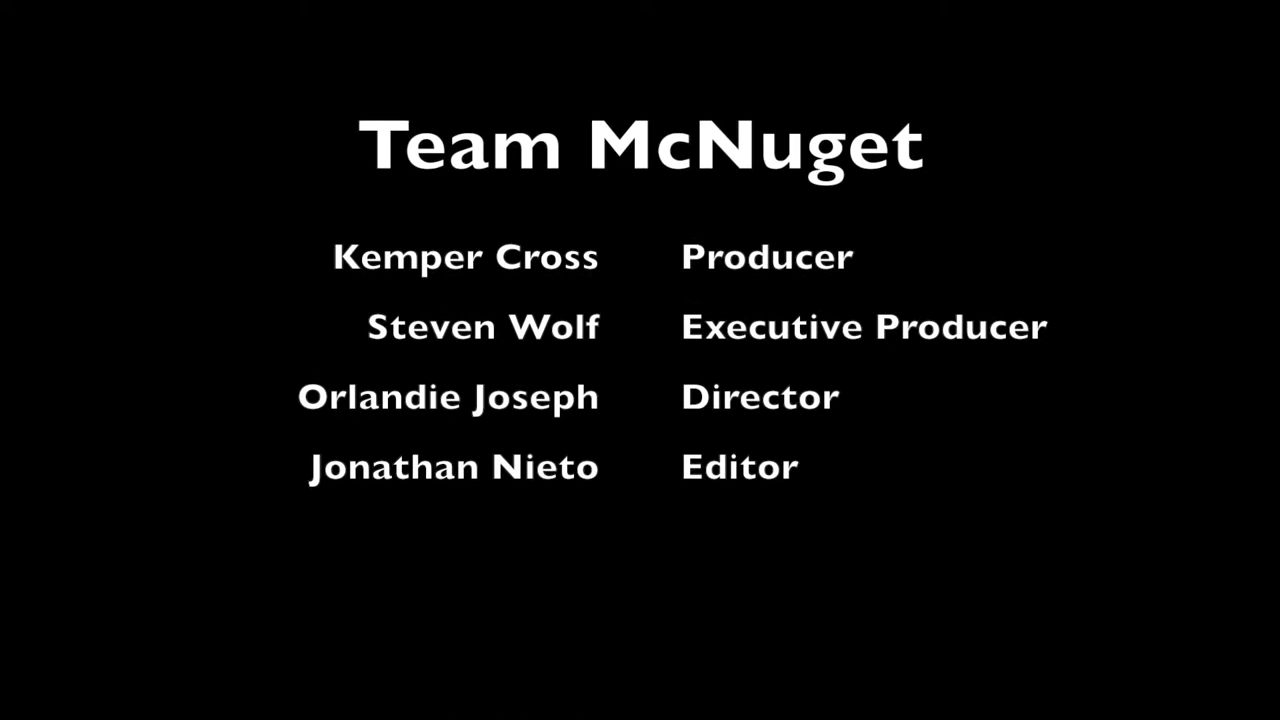 Team McNuget
Kemper Cross Producer
Steven Wolf Executive Producer
Orlandie Joseph Director
Jonathan Nieto Editor